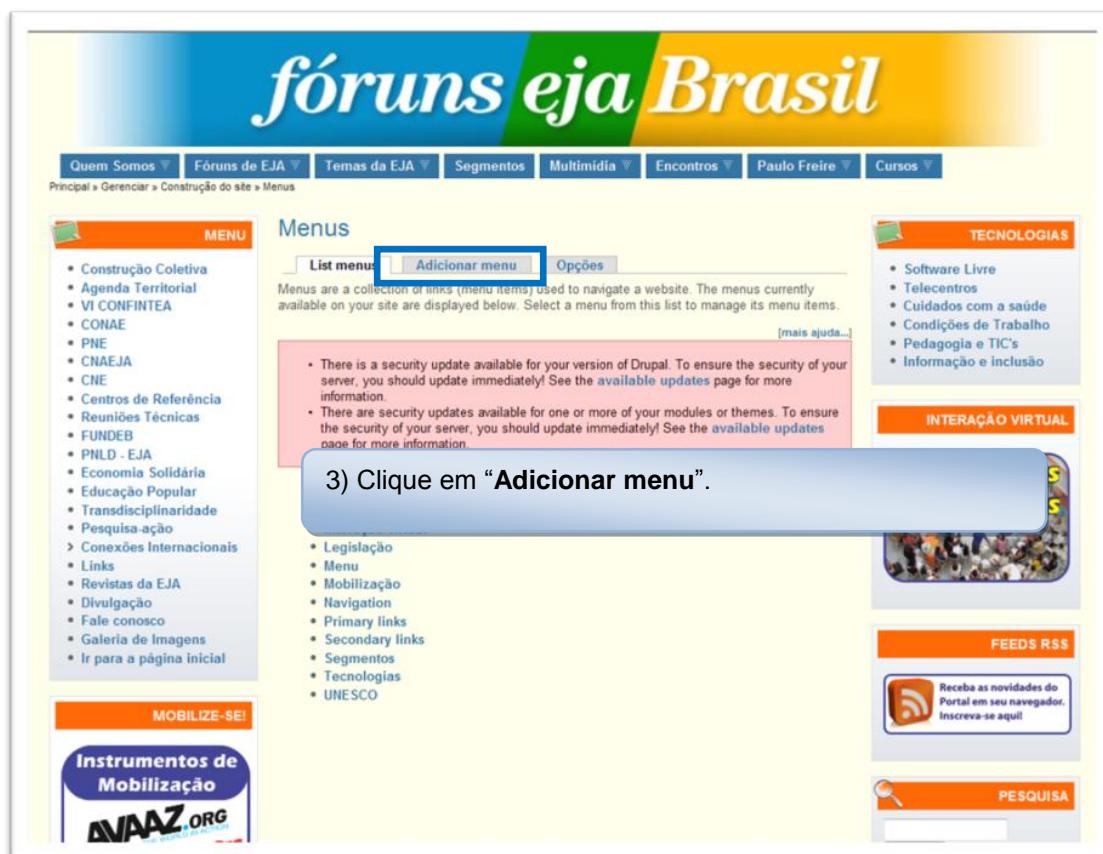 fóruns eja Brasil
Quem Somos Fóruns de EJA Temas da EJA Segmentos Multimídia Encontros Paulo Freire Cursos
Principal » Gerenciar » Construção do site » Menus
MENU
Construção Coletiva
Agenda Territorial
VI CONFINTEA
CONAE
PNE
CNAEJA
CNE
Centros de Referência
Reuniões Técnicas
FUNDEB
PNLD - EJA
Economia Solidária
Educação Popular
Transdisciplinaridade
Pesquisa-ação
Conexões Internacionais
Links
Revistas da EJA
Divulgação
Fale conosco
Galeria de Imagens
Ir para a página inicial
MOBILIZE-SE!
Instrumentos de
Mobilização
AVAAZ.ORG
Menus
List menus Adicionar menu Opções
Menus are a collection of links (menu items) used to navigate a website. The menus currently
available on your site are displayed below. Select a menu from this list to manage its menu items.
[mais ajuda...]
There is a security update available for your version of Drupal. To ensure the security of your
server, you should update immediately! See the available updates page for more
information.
There are security updates available for one or more of your modules or themes. To ensure
the security of your server, you should update immediately! See the available updates
page for more information.
3) Clique em “Adicionar menu”.
Legislação
Menu
Mobilização
Navigation
Primary links
Secondary links
Segmentos
Tecnologias
UNESCO
TECNOLOGIAS
Software Livre
Telecentros
Cuidados com a saúde
Condições de Trabalho
Pedagogia e TIC's
Informação e inclusão
INTERAÇÃO VIRTUAL
FEEDS RSS
Receba as novidades do
Portal em seu navegador.
Inscreva-se aqui!
PESQUISA